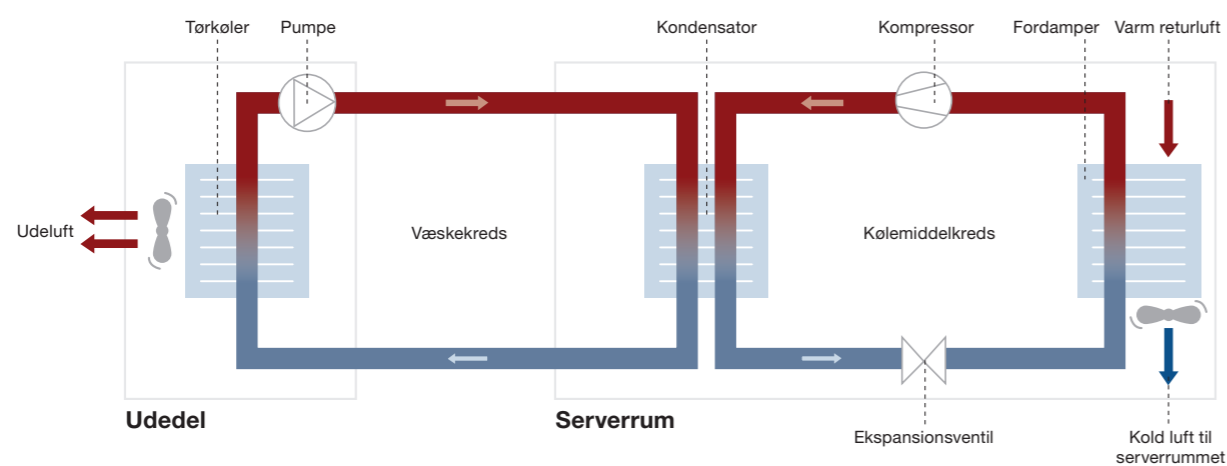 Tørkøler
Pumpe
Kondensator
Kompressor
Fordamper
Varm returluft
Udeluft
Væskekreds
Kølemiddelkreds
Udedel
Serverrum
Ekspansionsventil
Kold luft til
serverrummet